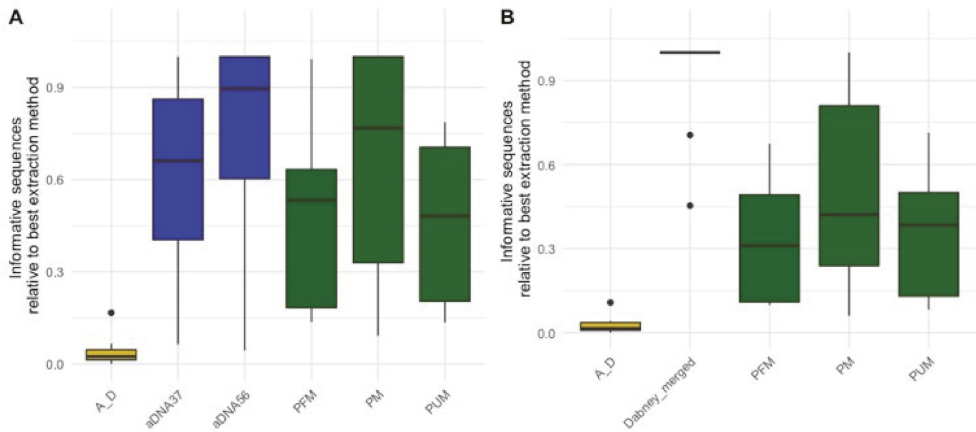 A
Informative sequences
relative to best extraction method
0.9
0.6
0.3
0.0
A_D
aDNA37
aDNA56
PFM
PM
PUM
B
Informative sequences
relative to best extraction method
0.9
0.6
0.3
0.0
A_D
Dabney_merged
PFM
PM
PUM